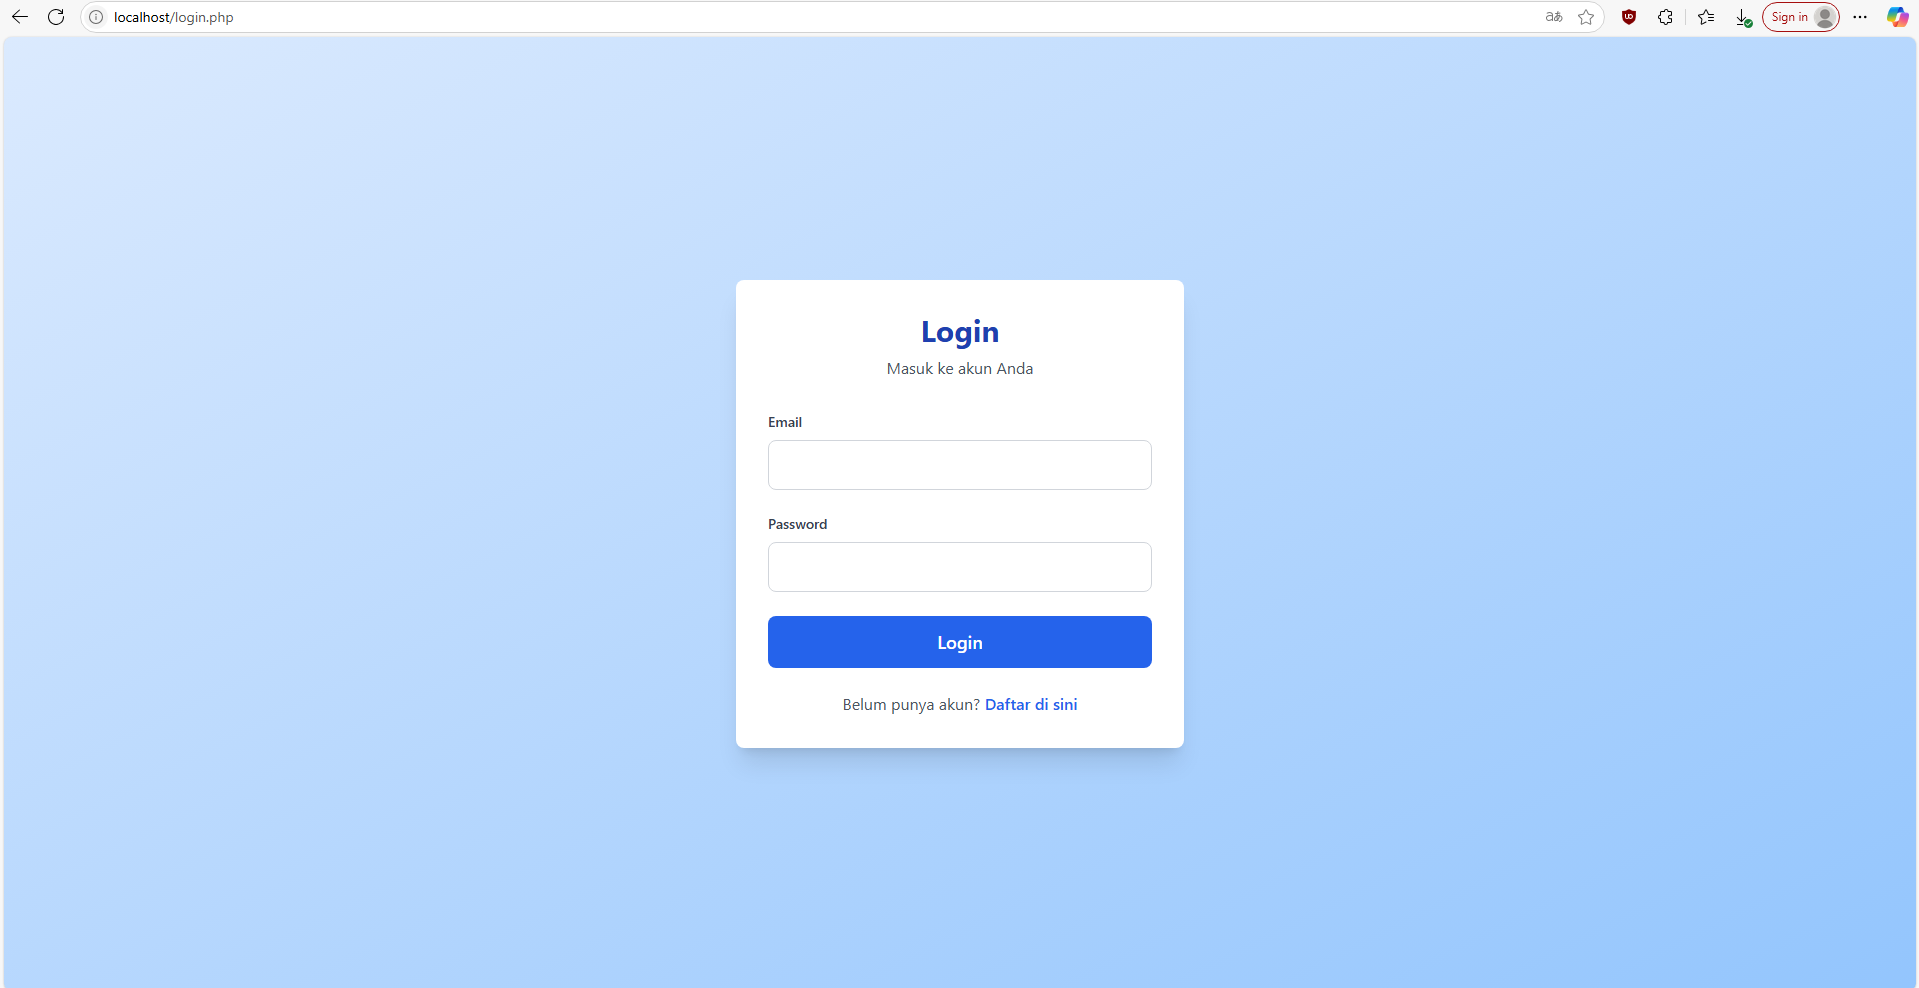 localhost/login.php
Sign in
Login
Masuk ke akun Anda
Email
Password
Login
Belum punya akun? Daftar di sini